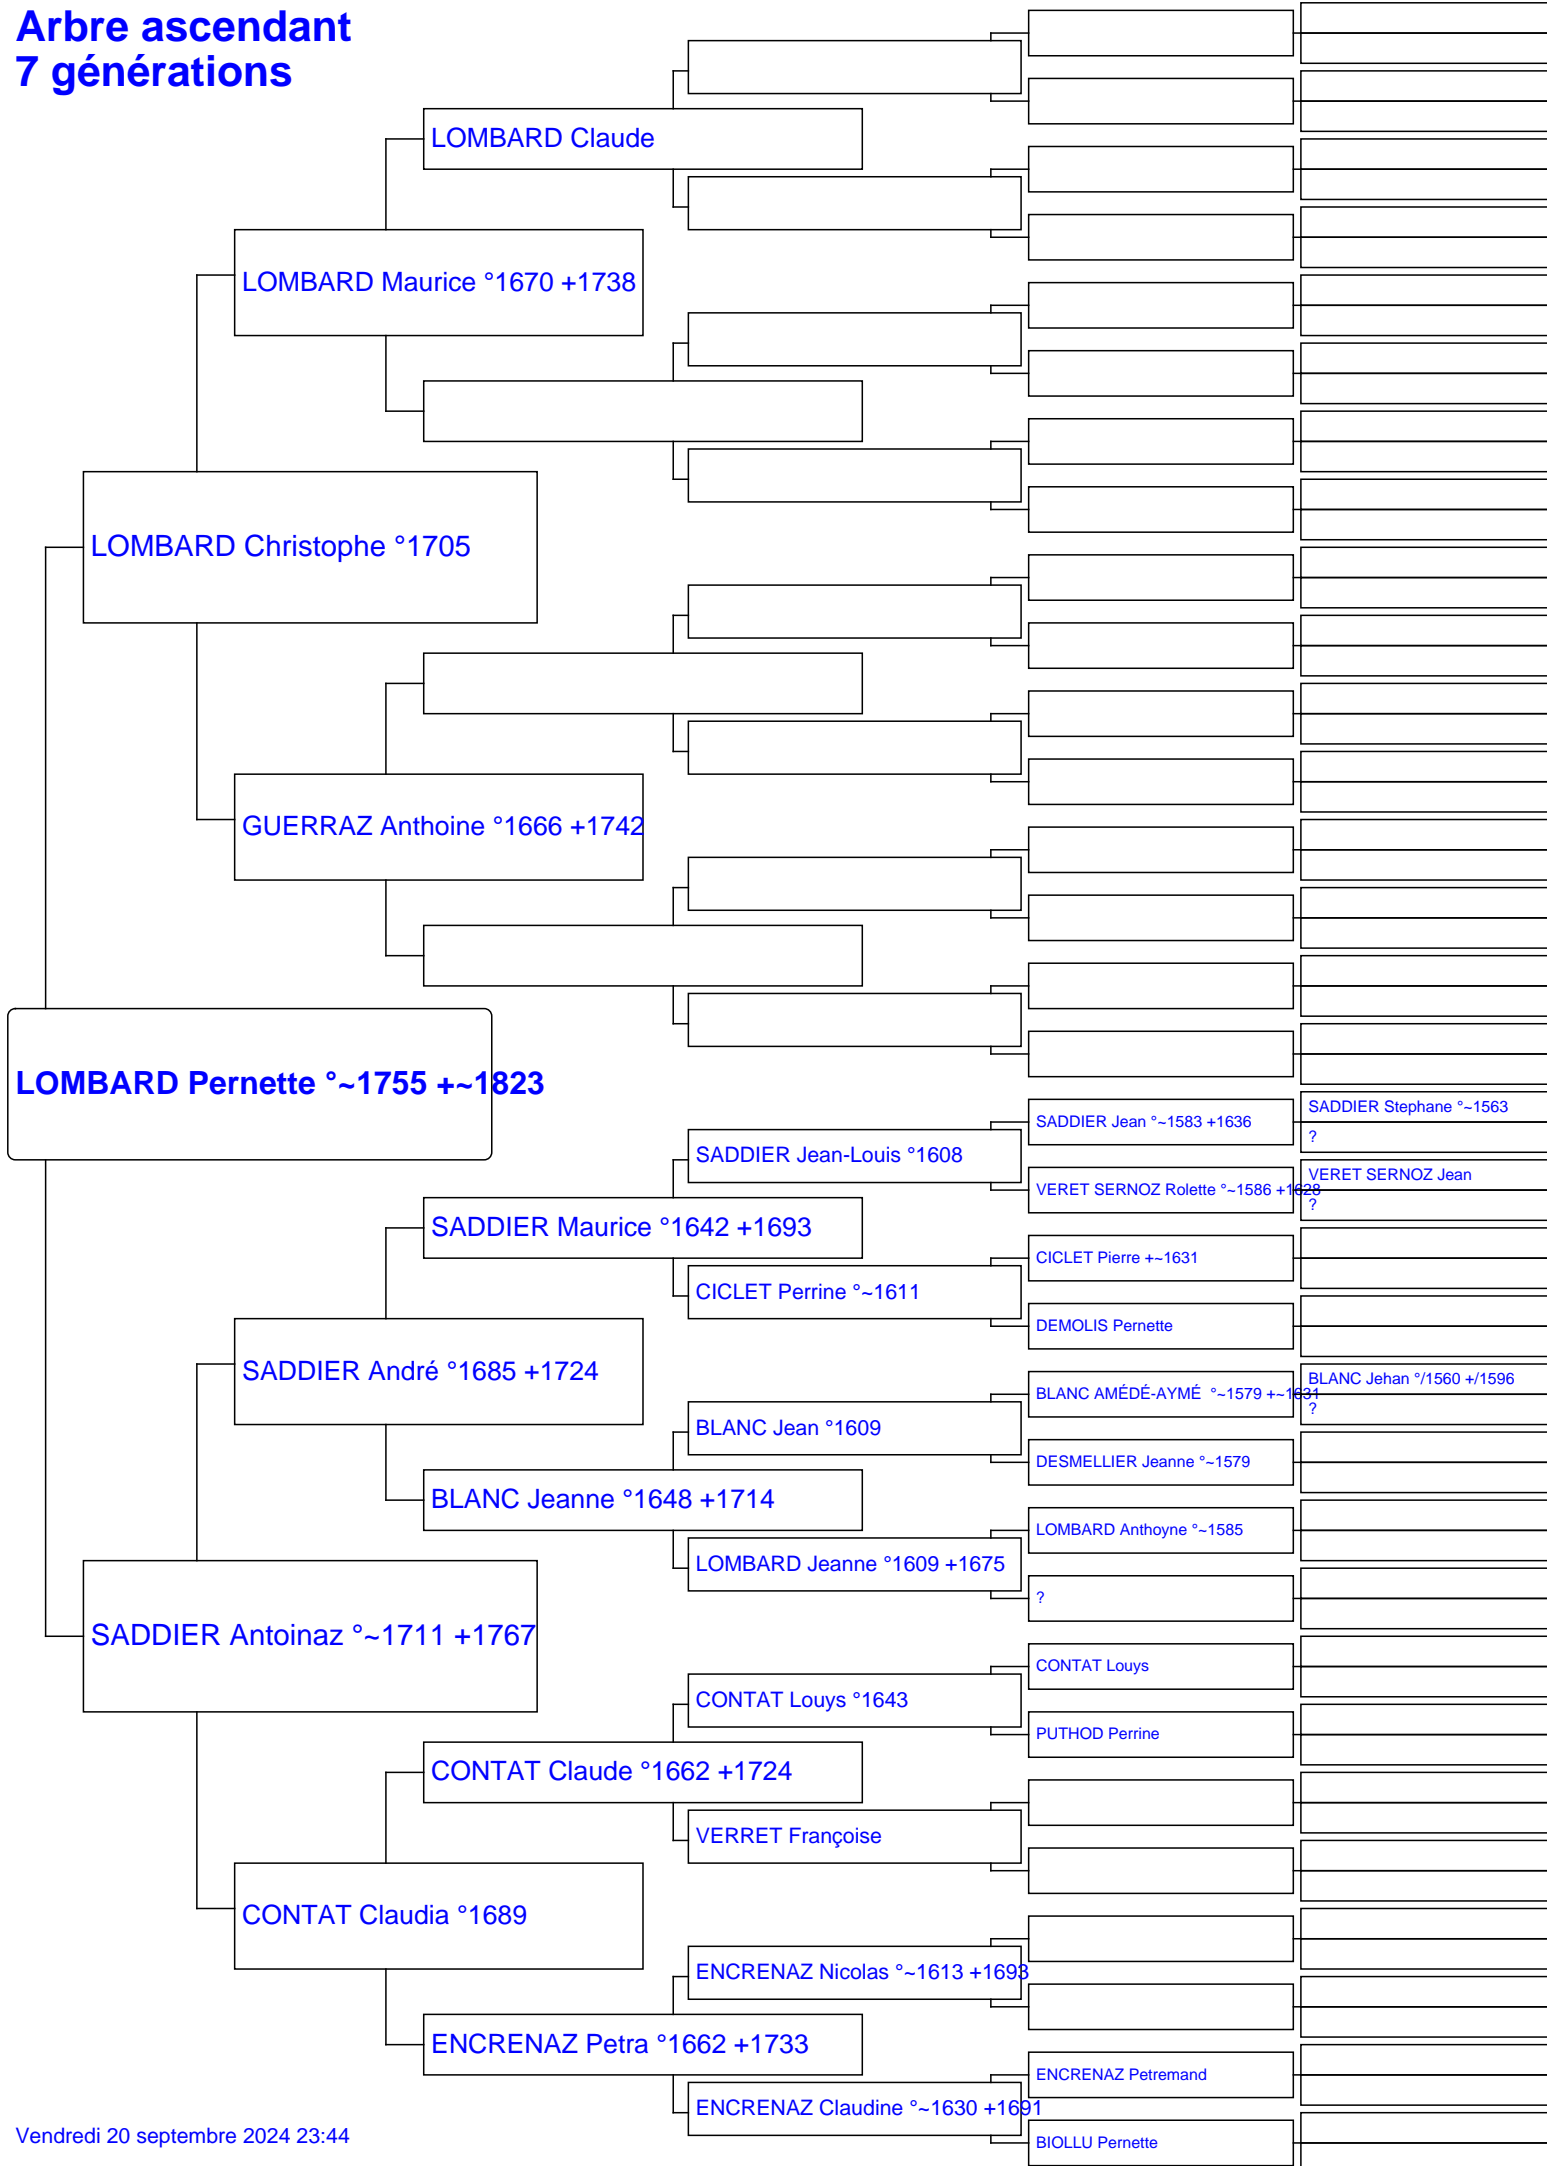 Arbre ascendant
7 générations
LOMBARD Claude
LOMBARD Maurice °1670 +1738
LOMBARD Christophe °1705
GUERRAZ Anthoine °1666 +1742
LOMBARD Pernette °~1755 +~1823
SADDIER Stephane °~1563
SADDIER Jean °~1583 +1636
?
SADDIER Jean-Louis °1608
VERET SERNOZ Jean
VERET SERNOZ Rolette °~1586 +1628
?
SADDIER Maurice °1642 +1693
CICLET Pierre +~1631
CICLET Perrine °~1611
DEMOLIS Pernette
SADDIER André °1685 +1724
BLANC Jehan °/1560 +/1596
BLANC AMÉDÉ-AYMÉ °~1579 +~1631
?
BLANC Jean °1609
DESMELLIER Jeanne °~1579
BLANC Jeanne °1648 +1714
LOMBARD Anthoyne °~1585
LOMBARD Jeanne °1609 +1675
?
SADDIER Antoinaz °~1711 +1767
CONTAT Louys
CONTAT Louys °1643
PUTHOD Perrine
CONTAT Claude °1662 +1724
VERRET Françoise
CONTAT Claudia °1689
ENCRENAZ Nicolas °~1613 +1693
ENCRENAZ Petra °1662 +1733
ENCRENAZ Petremand
ENCRENAZ Claudine °~1630 +1691
BIOLLU Pernette
Vendredi 20 septembre 2024 23:44